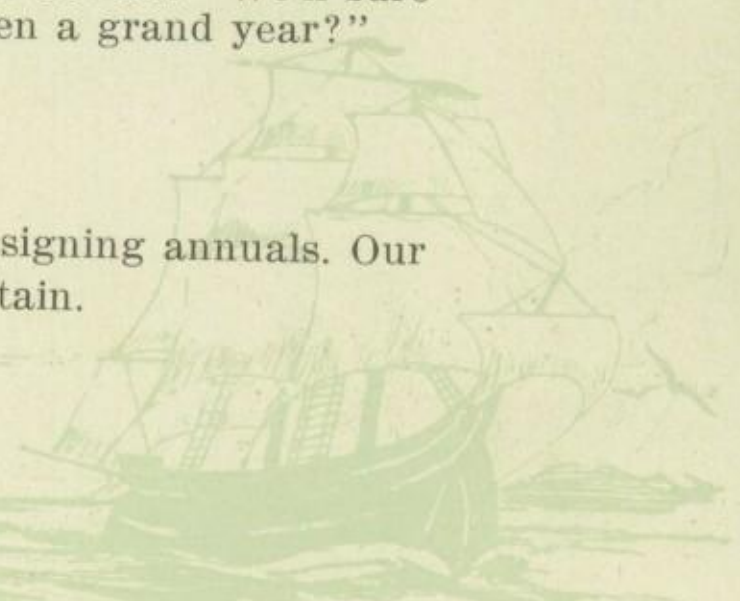 en a grand year?”
signing annuals. Our
tain.